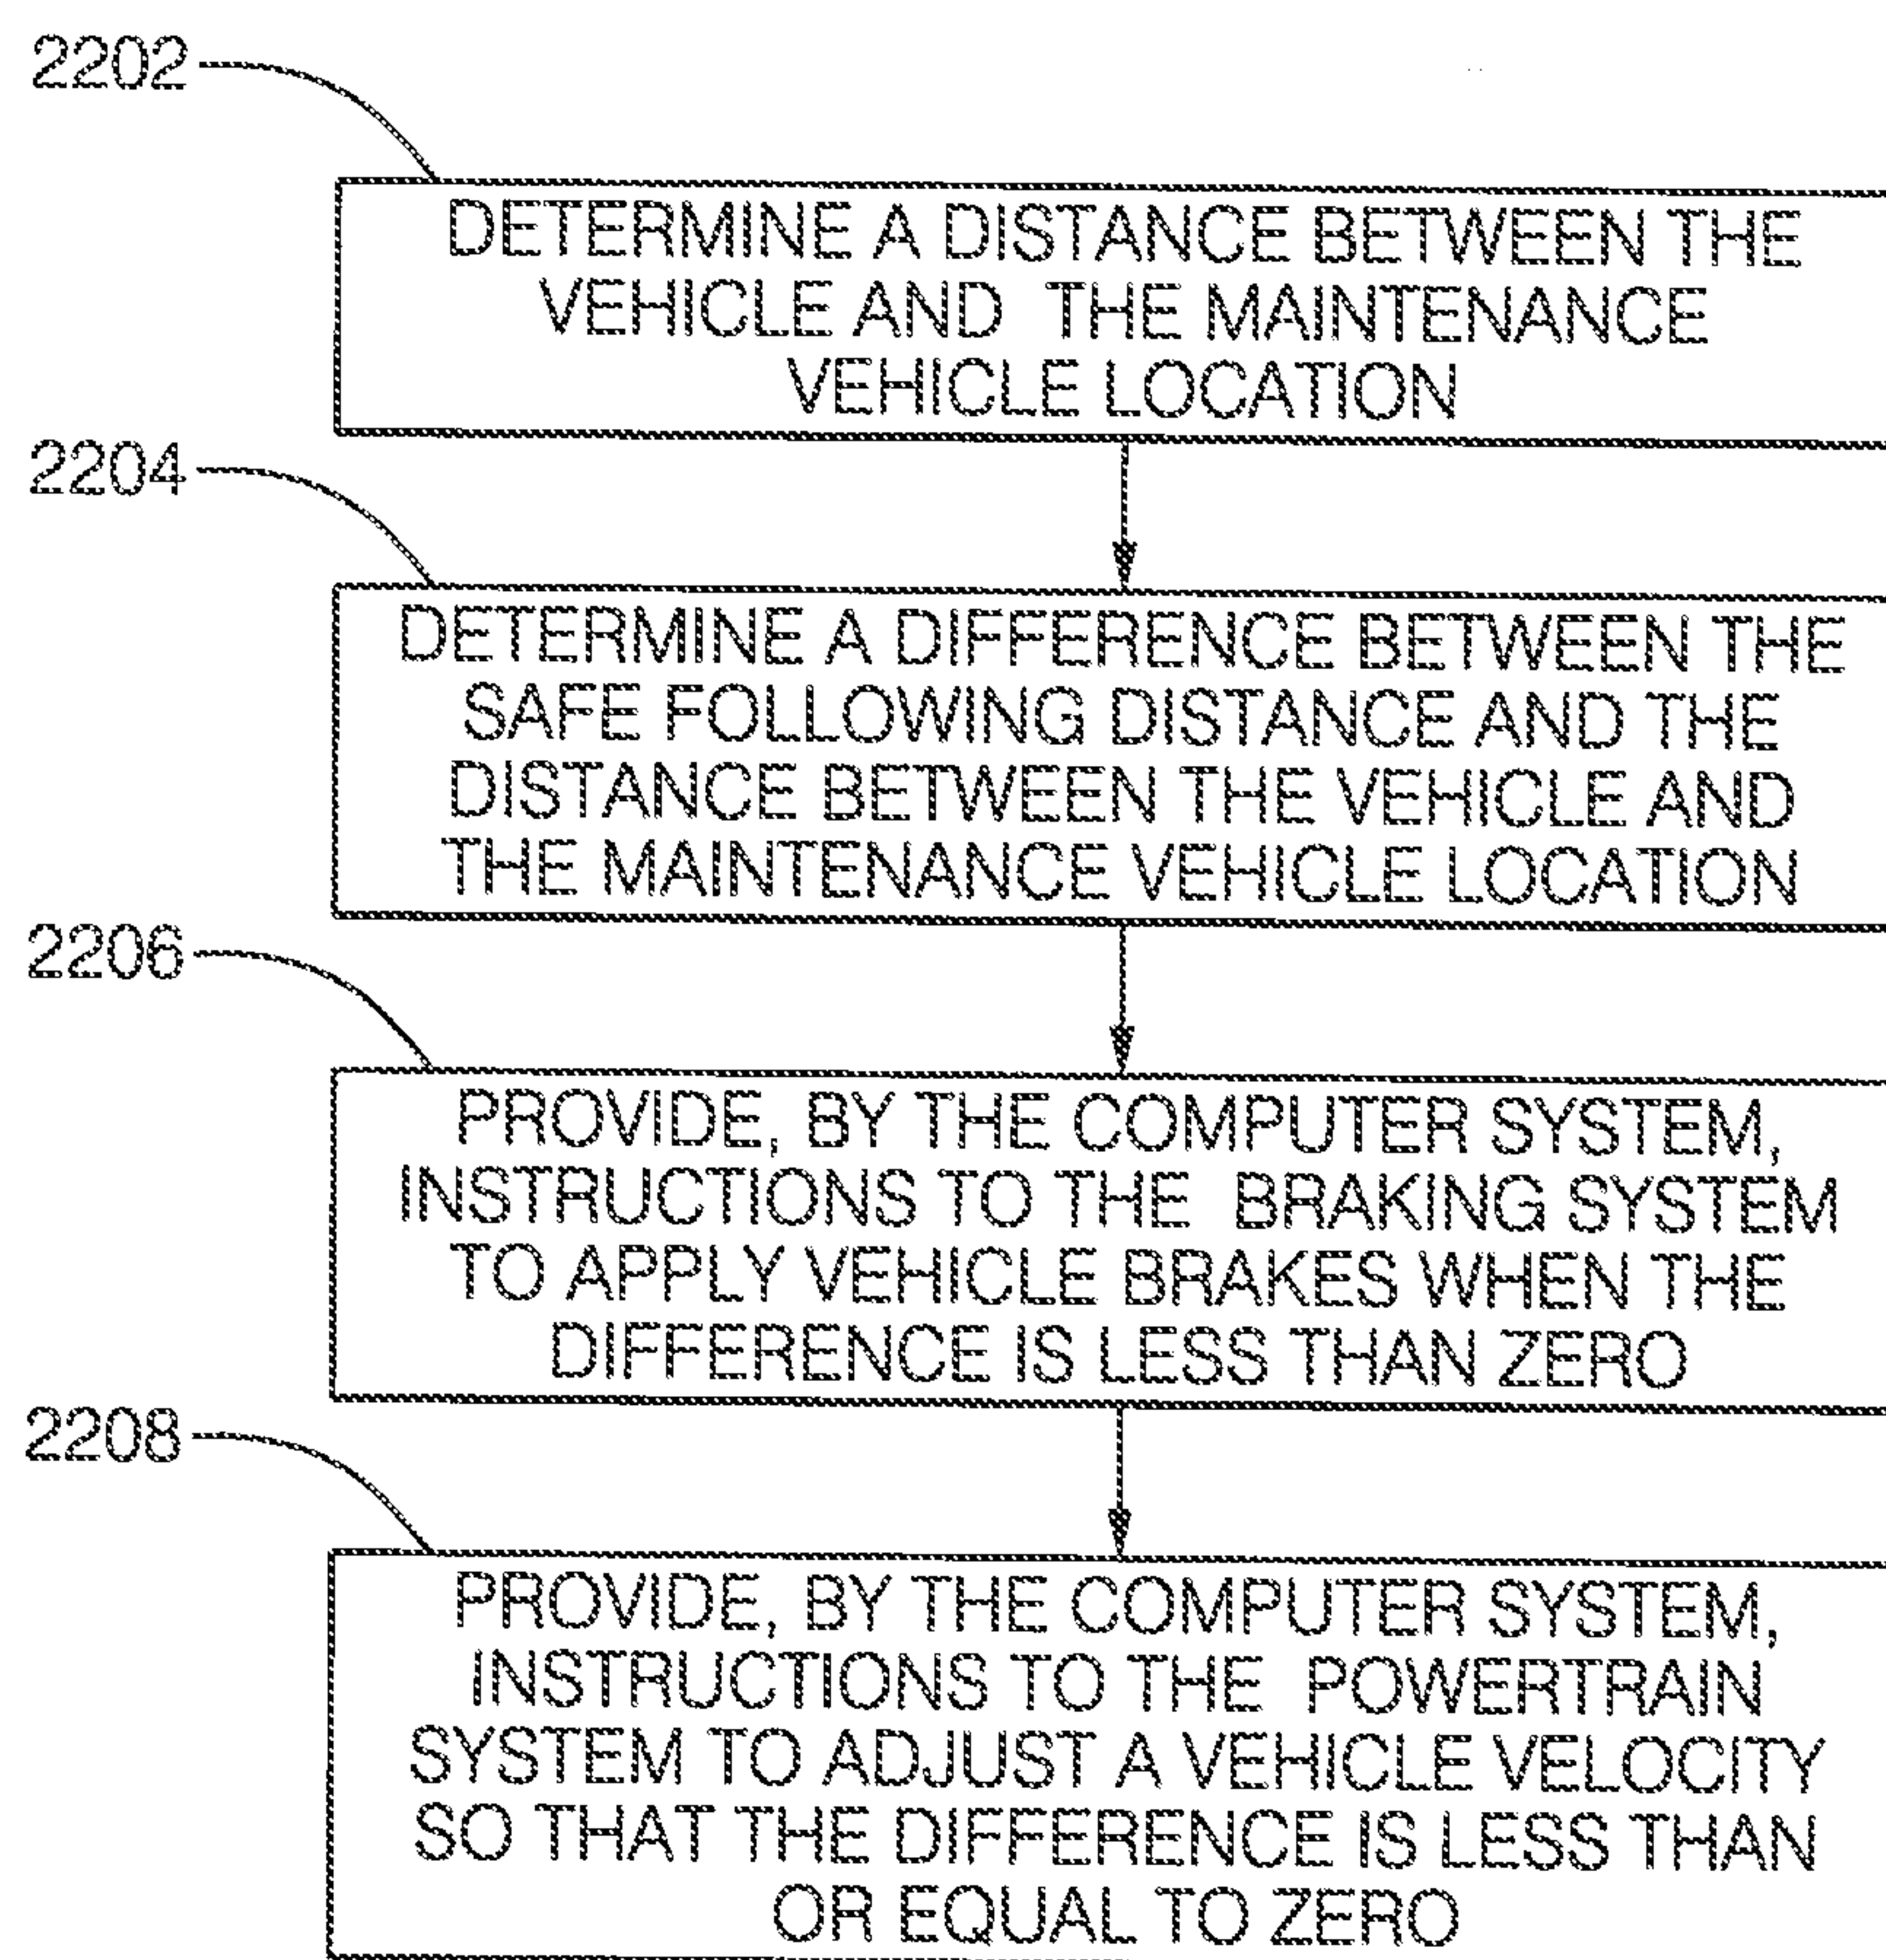 2202
DETERMINE A DISTANCE BETWEEN THE
VEHICLE AND THE MAINTENANCE
VEHICLE LOCATION
2204
DETERMINE A DIFFERENCE BETWEEN THE
SAFE FOLLOWING DISTANCE AND THE
DISTANCE BETWEEN THE VEHICLE AND
THE MAINTENANCE VEHICLE LOCATION
2206
PROVIDE, BY THE COMPUTER SYSTEM,
INSTRUCTIONS TO THE BRAKING SYSTEM
TO APPLY VEHICLE BRAKES WHEN THE
DIFFERENCE IS LESS THAN ZERO
2208
PROVIDE, BY THE COMPUTER SYSTEM,
INSTRUCTIONS TO THE POWERTRAIN
SYSTEM TO ADJUST A VEHICLE VELOCITY
SO THAT THE DIFFERENCE IS LESS THAN
OR EQUAL TO ZERO